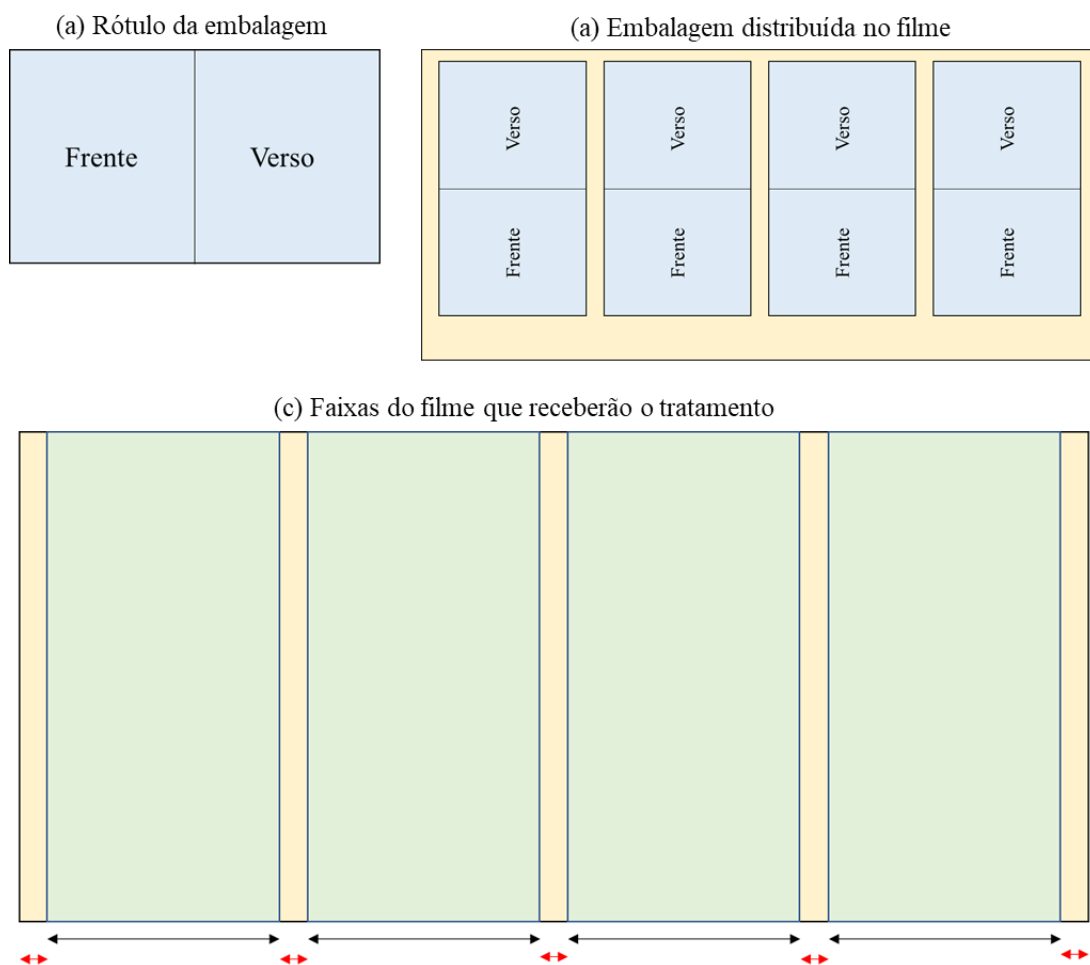 (a) Rótulo da embalagem
Frente
Verso
(a) Embalagem distribuída no filme
Verso
Verso
Verso
Verso
Frente
Frente
Frente
Frente
(c) Faixas do filme que receberão o tratamento